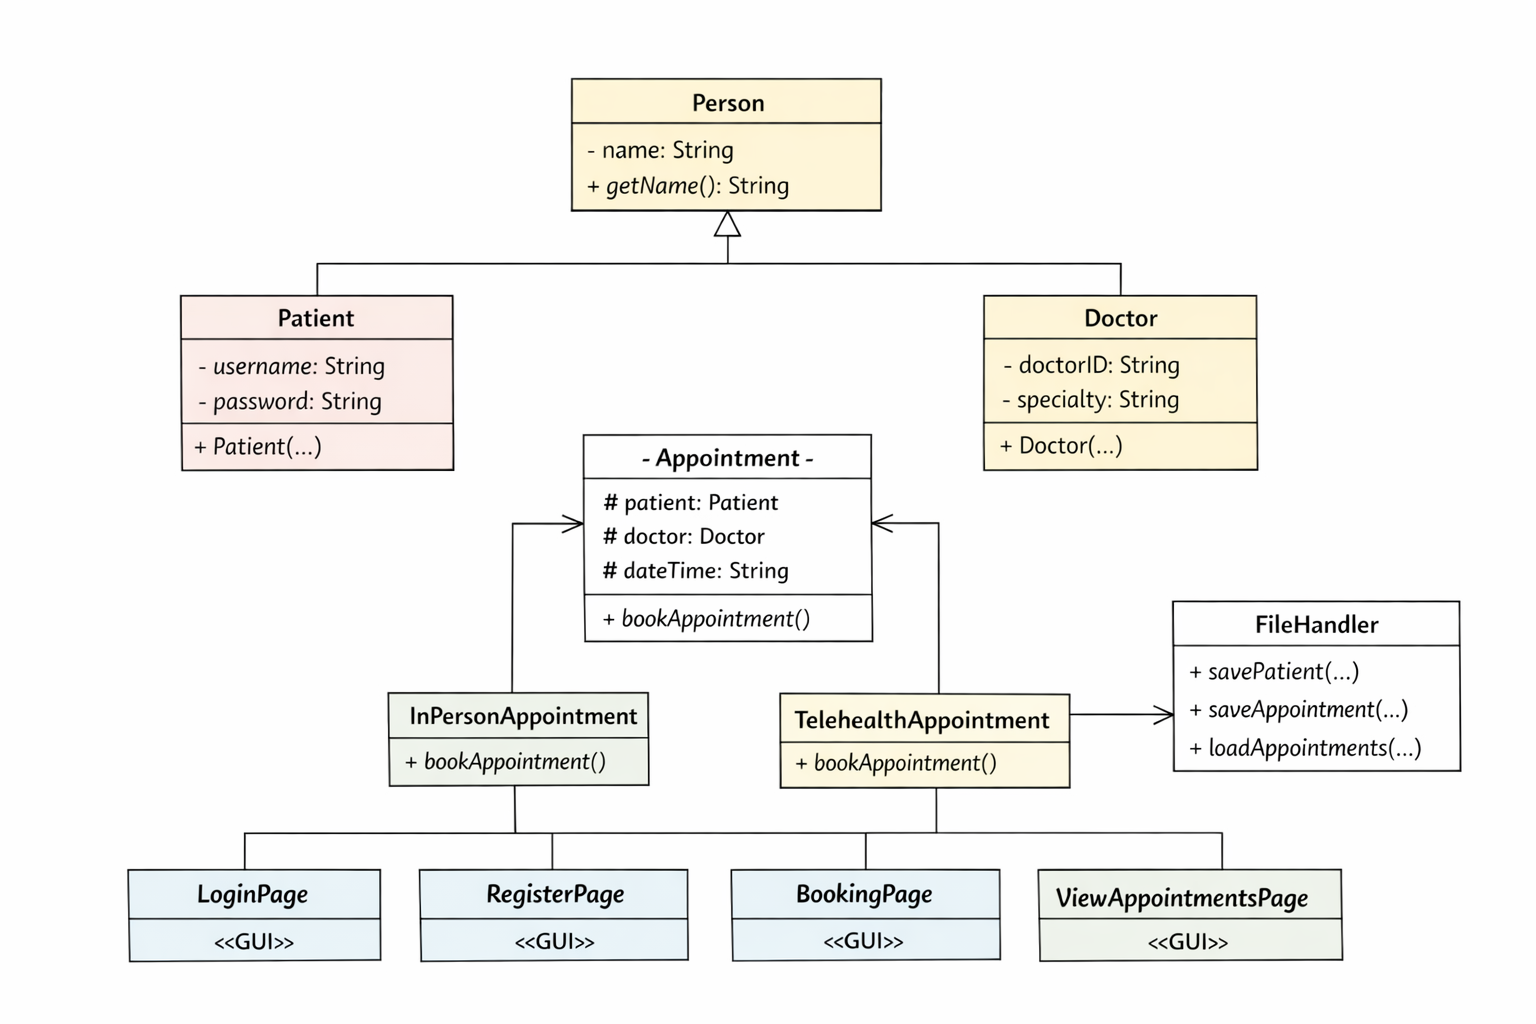 Person
- name: String
+ getName(): String
Patient
- username: String
- password: String
+ Patient(...)
Doctor
- doctorID: String
- specialty: String
+ Doctor(...)
- Appointment -
# patient: Patient
# doctor: Doctor
# dateTime: String
+ bookAppointment()
FileHandler
+ savePatient(...)
+ saveAppointment(...)
+ loadAppointments(...)
InPersonAppointment
+ bookAppointment()
TelehealthAppointment
+ bookAppointment()
LoginPage
<<GUI>>
RegisterPage
<<GUI>>
BookingPage
<<GUI>>
ViewAppointmentsPage
<<GUI>>